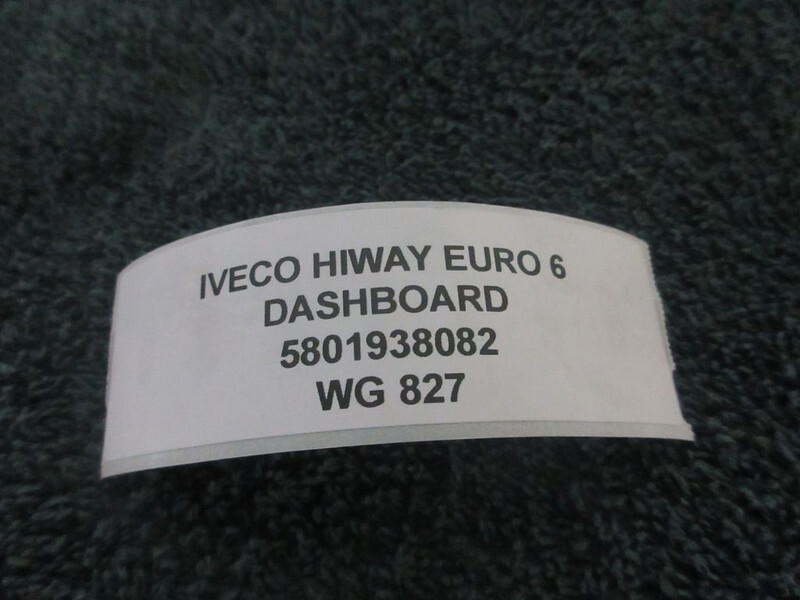 IVECO HIWAY EURO 6
DASHBOARD
5801938082
WG 827